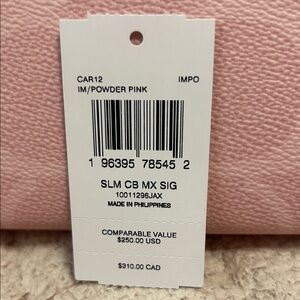 CAR12 IMPO
IM/POWDER PINK
1 96395 78545 2
SLM CB MX SIG
10011296JAX
MADE IN PHILIPPINES
COMPARABLE VALUE
$250.00 USD
$310.00 CAD